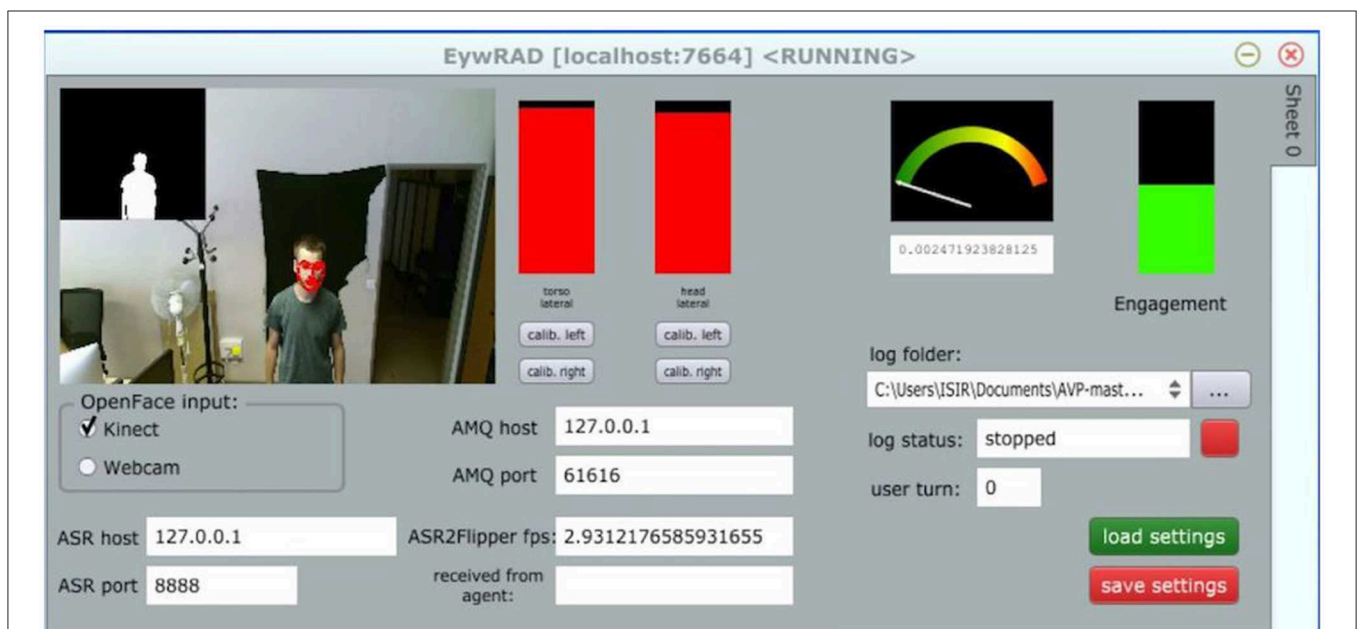 EywRAD [localhost:7664] <RUNNING>
Sheet 0
torso
lateral
head
lateral
calib. left
calib. left
calib. right
calib. right
0.002471923828125
Engagement
log folder:
C:\Users\ISIR\Documents\AVP-mast...
...
OpenFace input:
Kinect
Webcam
AMQ host 127.0.0.1
AMQ port 61616
log status: stopped
user turn: 0
ASR host 127.0.0.1
ASR2Flipper fps: 2.9312176585931655
load settings
ASR port 8888
received from
agent:
save settings